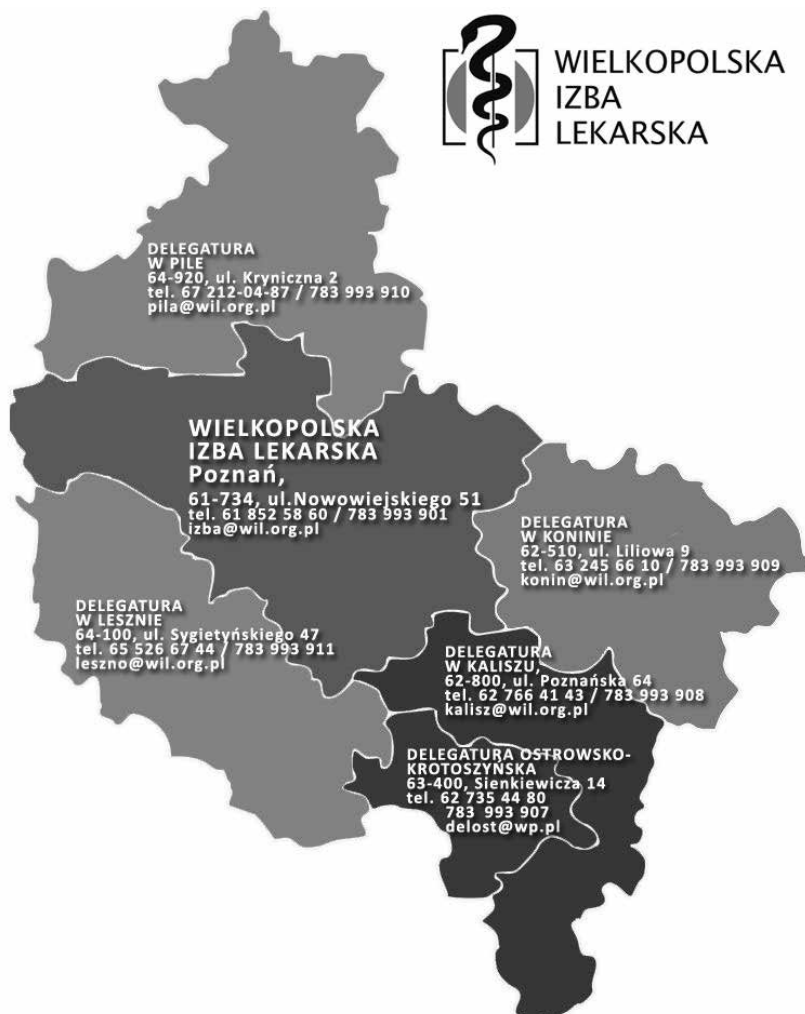 WIELKOPOLSKA
IZBA
LEKARSKA
DELEGATURA
W PILE
64-920, ul. Kryniczna 2
tel. 67 212-04-87 / 783 993 910
pila@wil.org.pl
WIELKOPOLSKA
IZBA LEKARSKA
Poznań,
61-734, ul.Nowowiejskiego 51
tel. 61 852 58 60 / 783 993 901
izba@wil.org.pl
DELEGATURA
W KONINIE
62-510, ul. Liliowa 9
tel. 63 245 66 10 / 783 993 909
konin@wil.org.pl
DELEGATURA
W LESZNIE
64-100, ul. Sygietyńskiego 47
tel. 65 526 67 44 / 783 993 911
leszno@wil.org.pl
DELEGATURA
W KALISZU,
62-800, ul. Poznańska 64
tel. 62 766 41 43 / 783 993 908
kalisz@wil.org.pl
DELEGATURA OSTROWSKO-
KROTOSZYŃSKA
63-400, Sienkiewicza 14
tel. 62 735 44 80
783 993 907
delost@wp.pl